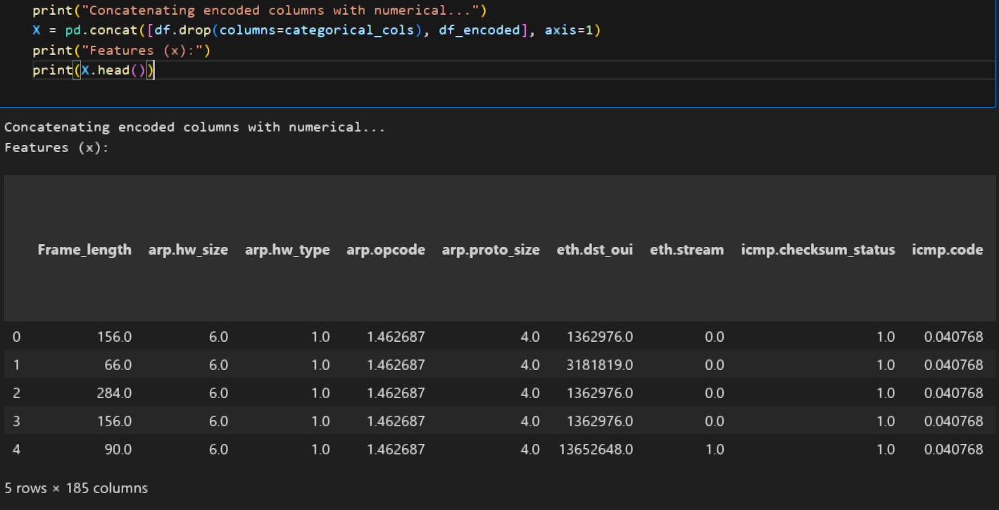 print("Concatenating encoded columns with numerical...")
X = pd.concat([df.drop(columns=categorical_cols), df_encoded], axis=1)
print("Features (x):")
print(X.head())
Concatenating encoded columns with numerical...
Features (x):
Frame_length arp.hw_size arp.hw_type arp.opcode arp.proto_size eth.dst_oui eth.stream icmp.checksum_status icmp.code
0 156.0 6.0 1.0 1.462687 4.0 1362976.0 0.0 1.0 0.040768
1 66.0 6.0 1.0 1.462687 4.0 3181819.0 0.0 1.0 0.040768
2 284.0 6.0 1.0 1.462687 4.0 1362976.0 0.0 1.0 0.040768
3 156.0 6.0 1.0 1.462687 4.0 1362976.0 0.0 1.0 0.040768
4 90.0 6.0 1.0 1.462687 4.0 13652648.0 1.0 1.0 0.040768
5 rows × 185 columns